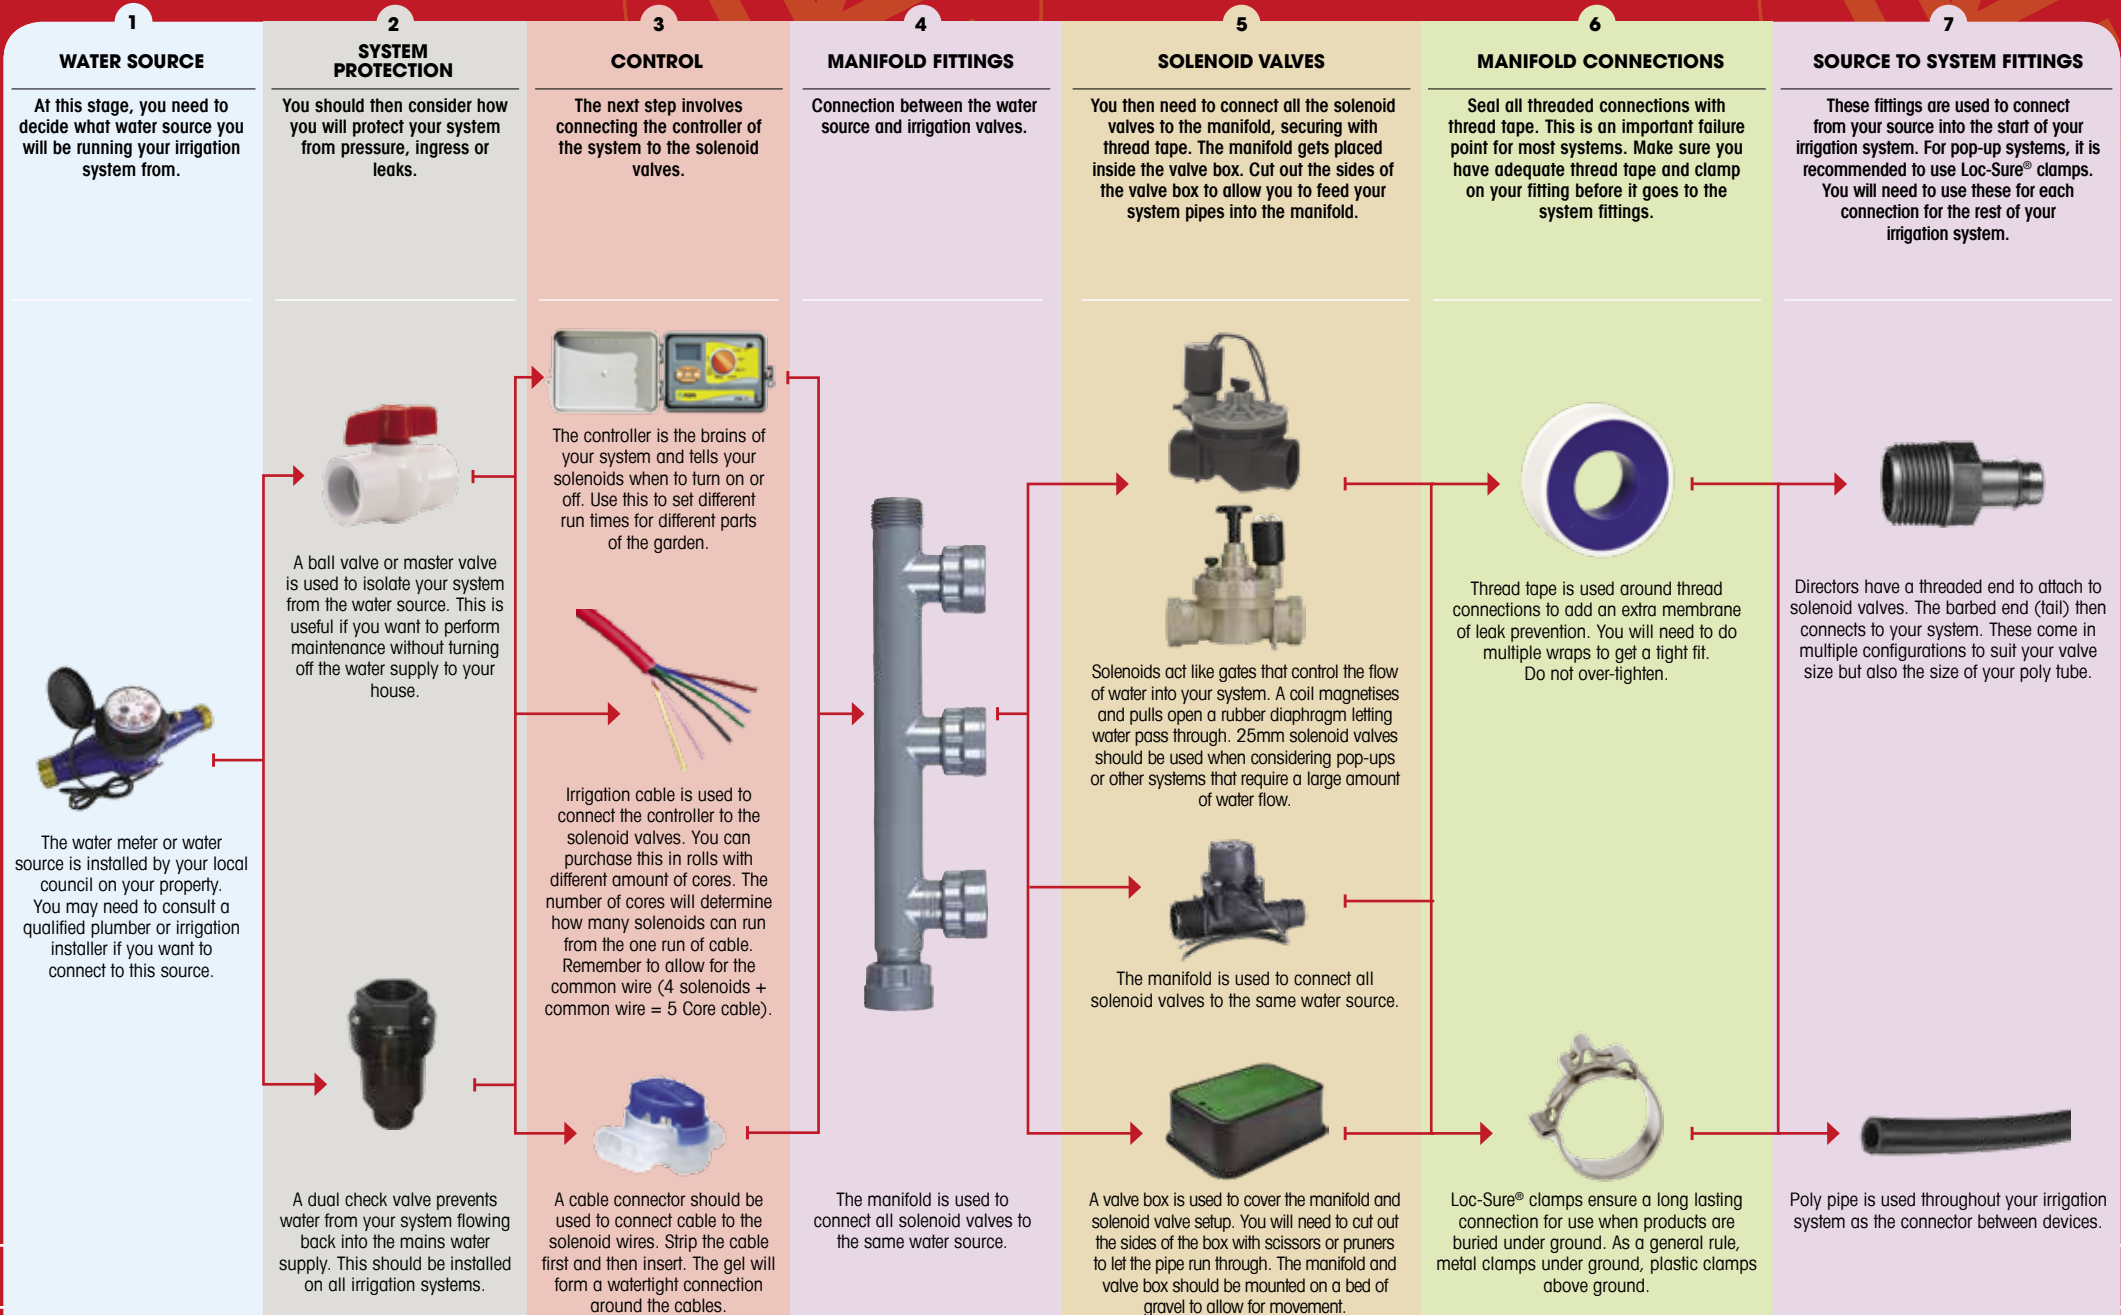 1
WATER SOURCE
At this stage, you need to
decide what water source you
will be running your irrigation
system from.
The water meter or water
source is installed by your local
council on your property.
You may need to consult a
qualified plumber or irrigation
installer if you want to
connect to this source.
2
SYSTEM
PROTECTION
You should then consider how
you will protect your system
from pressure, ingress or
leaks.
A ball valve or master valve
is used to isolate your system
from the water source. This is
useful if you want to perform
maintenance without turning
off the water supply to your
house.
A dual check valve prevents
water from your system flowing
back into the mains water
supply. This should be installed
on all irrigation systems.
3
CONTROL
The next step involves
connecting the controller of
the system to the solenoid
valves.
The controller is the brains of
your system and tells your
solenoids when to turn on or
off. Use this to set different
run times for different parts
of the garden.
Irrigation cable is used to
connect the controller to the
solenoid valves. You can
purchase this in rolls with
different amount of cores. The
number of cores will determine
how many solenoids can run
from the one run of cable.
Remember to allow for the
common wire (4 solenoids +
common wire = 5 Core cable).
A cable connector should be
used to connect cable to the
solenoid wires. Strip the cable
first and then insert. The gel will
form a watertight connection
around the cables.
4
MANIFOLD FITTINGS
Connection between the water
source and irrigation valves.
The manifold is used to
connect all solenoid valves to
the same water source.
5
SOLENOID VALVES
You then need to connect all the solenoid
valves to the manifold, securing with
thread tape. The manifold gets placed
inside the valve box. Cut out the sides of
the valve box to allow you to feed your
system pipes into the manifold.
Solenoids act like gates that control the flow
of water into your system. A coil magnetises
and pulls open a rubber diaphragm letting
water pass through. 25mm solenoid valves
should be used when considering pop-ups
or other systems that require a large amount
of water flow.
The manifold is used to connect all
solenoid valves to the same water source.
A valve box is used to cover the manifold and
solenoid valve setup. You will need to cut out
the sides of the box with scissors or pruners
to let the pipe run through. The manifold and
valve box should be mounted on a bed of
gravel to allow for movement.
6
MANIFOLD CONNECTIONS
Seal all threaded connections with
thread tape. This is an important failure
point for most systems. Make sure you
have adequate thread tape and clamp
on your fitting before it goes to the
system fittings.
Thread tape is used around thread
connections to add an extra membrane
of leak prevention. You will need to do
multiple wraps to get a tight fit.
Do not over-tighten.
Loc-Sure® clamps ensure a long lasting
connection for use when products are
buried under ground. As a general rule,
metal clamps under ground, plastic clamps
above ground.
7
SOURCE TO SYSTEM FITTINGS
These fittings are used to connect
from your source into the start of your
irrigation system. For pop-up systems, it is
recommended to use Loc-Sure® clamps.
You will need to use these for each
connection for the rest of your
irrigation system.
Directors have a threaded end to attach to
solenoid valves. The barbed end (tail) then
connects to your system. These come in
multiple configurations to suit your valve
size but also the size of your poly tube.
Poly pipe is used throughout your irrigation
system as the connector between devices.